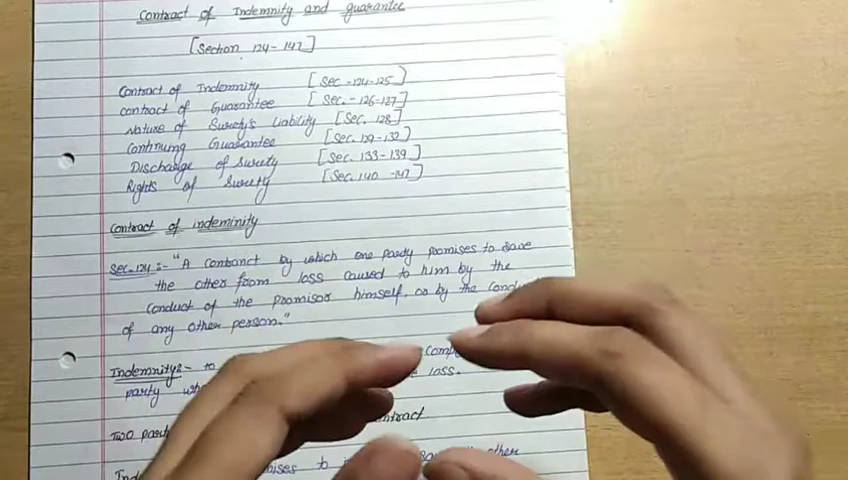 Contract of Indemnity and guarantee
[Section 124-147]
Contract of Indemnity [Sec -124-125]
contract of Guarantee [Sec. - 126-127]
Nature of Surety's Liability [Sec. 128]
Continuing Guarantee [Sec. 129-132]
Discharge of Surety [Sec. 133-139]
Rights of Surety [Sec. 140 -147]
Contract of indeminity
Sec. 124 :- "A contract by which one party promises to save
the other from loss caused to him by the
conduct of the promisor himself, or by the
of any other person."
Indemnity :- to
party loss.
Two
to other